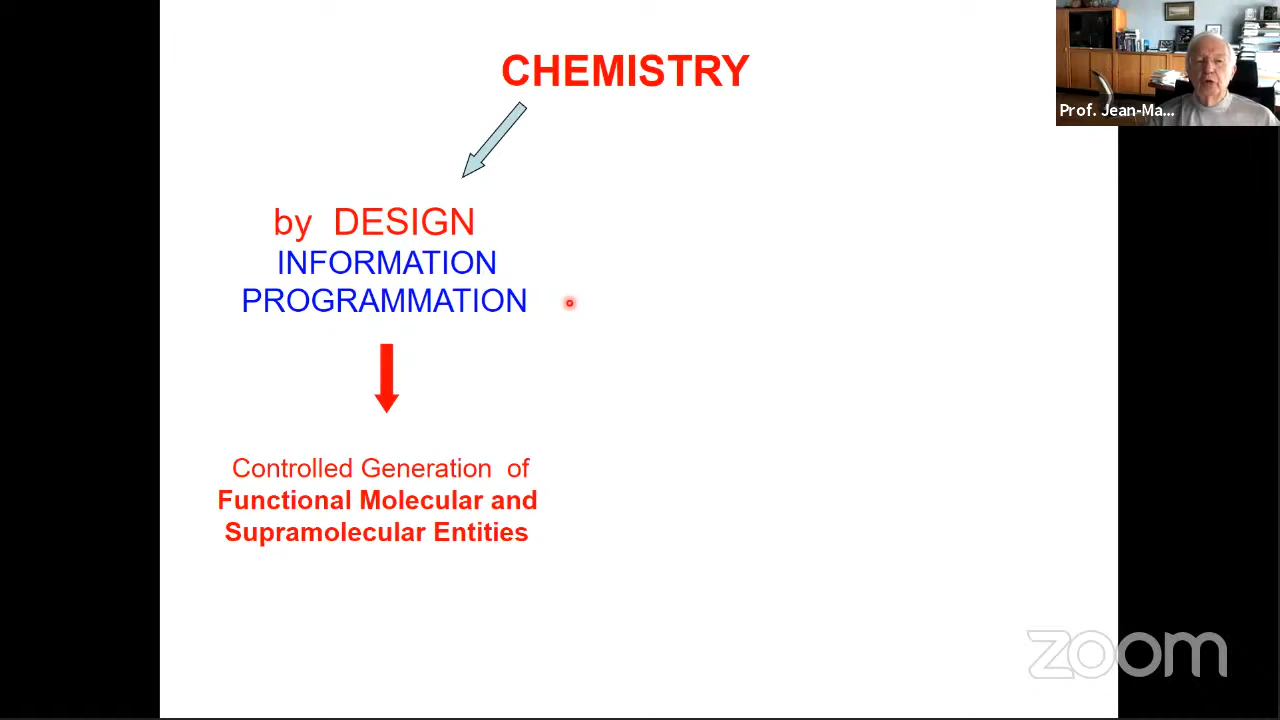 CHEMISTRY
Prof. Jean-Ma...
by DESIGN
INFORMATION
PROGRAMMATION
Controlled Generation of
Functional Molecular and
Supramolecular Entities
zoom